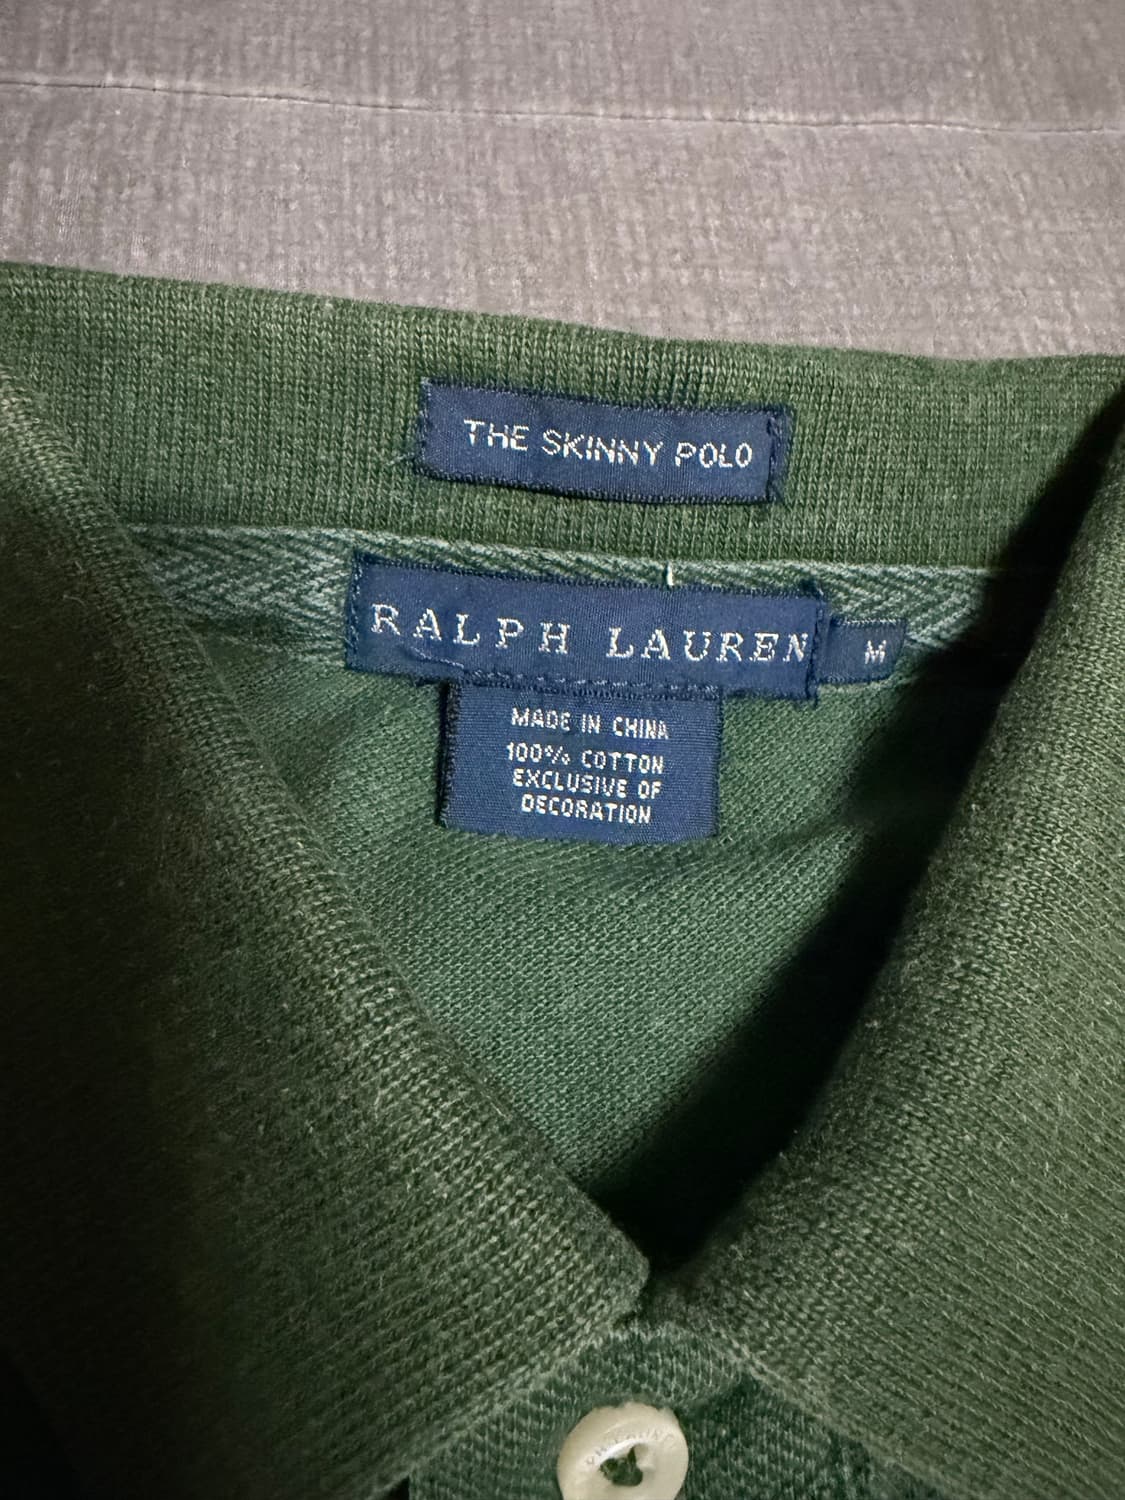 THE SKINNY POLO
RALPH LAUREN
M
MADE IN CHINA
100% COTTON
EXCLUSIVE OF
DECORATION